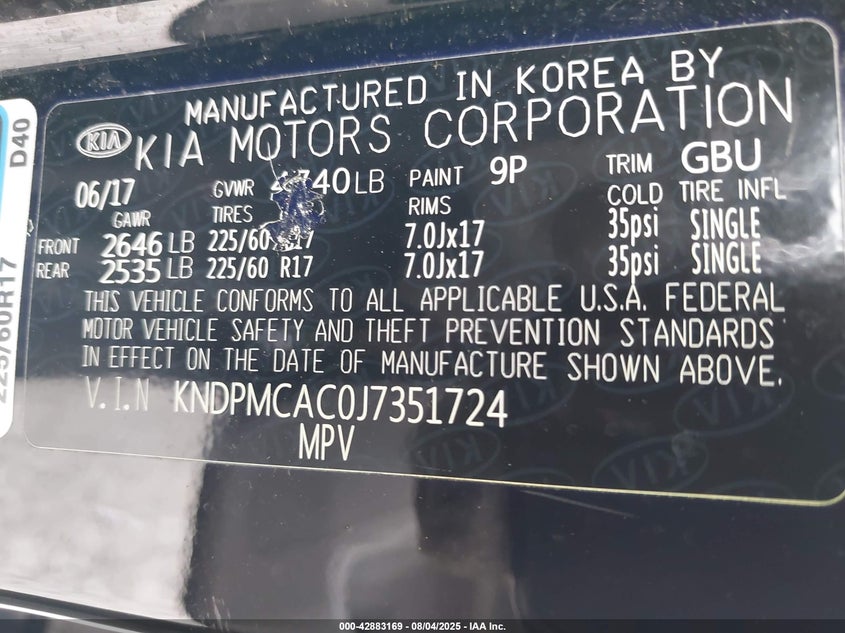 MANUFACTURED IN KOREA BY
KIA KIA MOTORS CORPORATION
06/17 GVWR 740LB PAINT 9P TRIM GBU
GAWR TIRES RIMS COLD TIRE INFL
FRONT 2646 LB 225/60 17 7.0Jx17 35psi SINGLE
REAR 2535 LB 225/60 R17 7.0Jx17 35psi SINGLE
THIS VEHICLE CONFORMS TO ALL APPLICABLE U.S.A. FEDERAL
MOTOR VEHICLE SAFETY AND THEFT PREVENTION STANDARDS
IN EFFECT ON THE DATE OF MANUFACTURE SHOWN ABOVE.
V.I.N KNDPMCAC0J7351724
MPV
D40
225/60R17
000-42883169 - 08/04/2025 - IAA Inc.